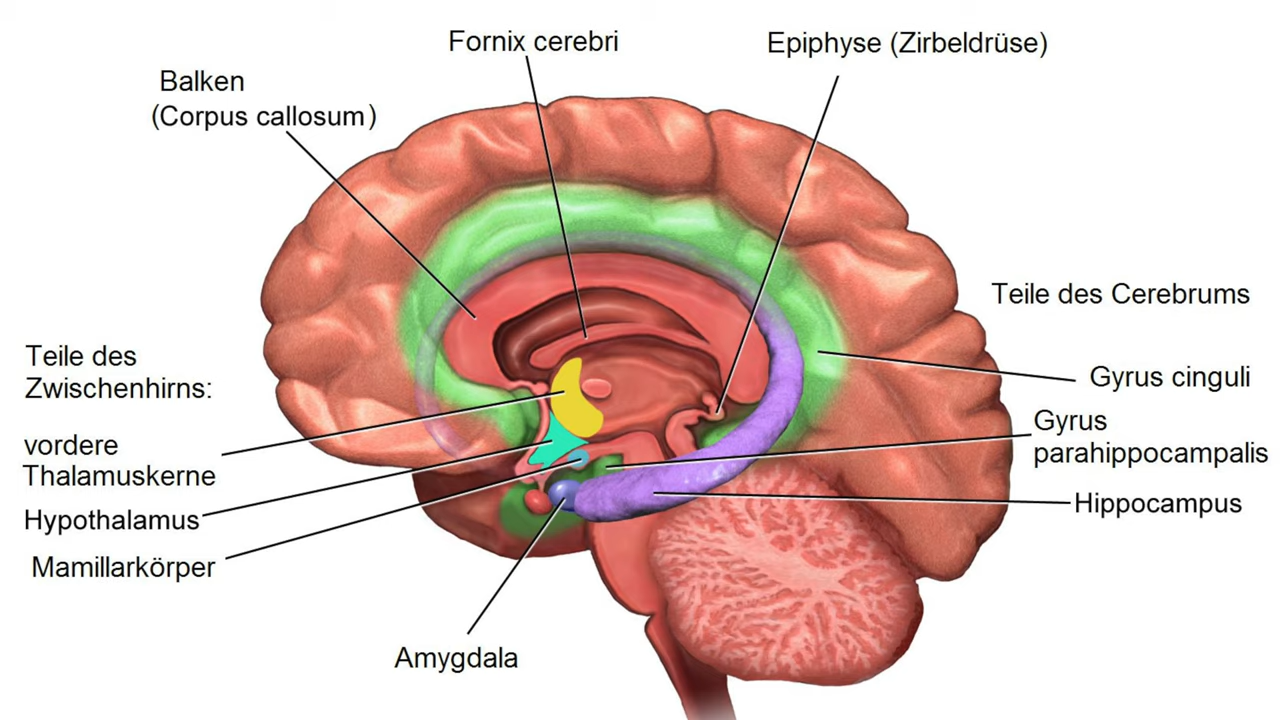 Fornix cerebri
Epiphyse (Zirbeldrüse)
Balken
(Corpus callosum)
Teile des Cerebrums
Teile des
Zwischenhirns:
Gyrus cinguli
Gyrus
parahippocampalis
vordere
Thalamuskerne
Hippocampus
Hypothalamus
Mamillarkörper
Amygdala